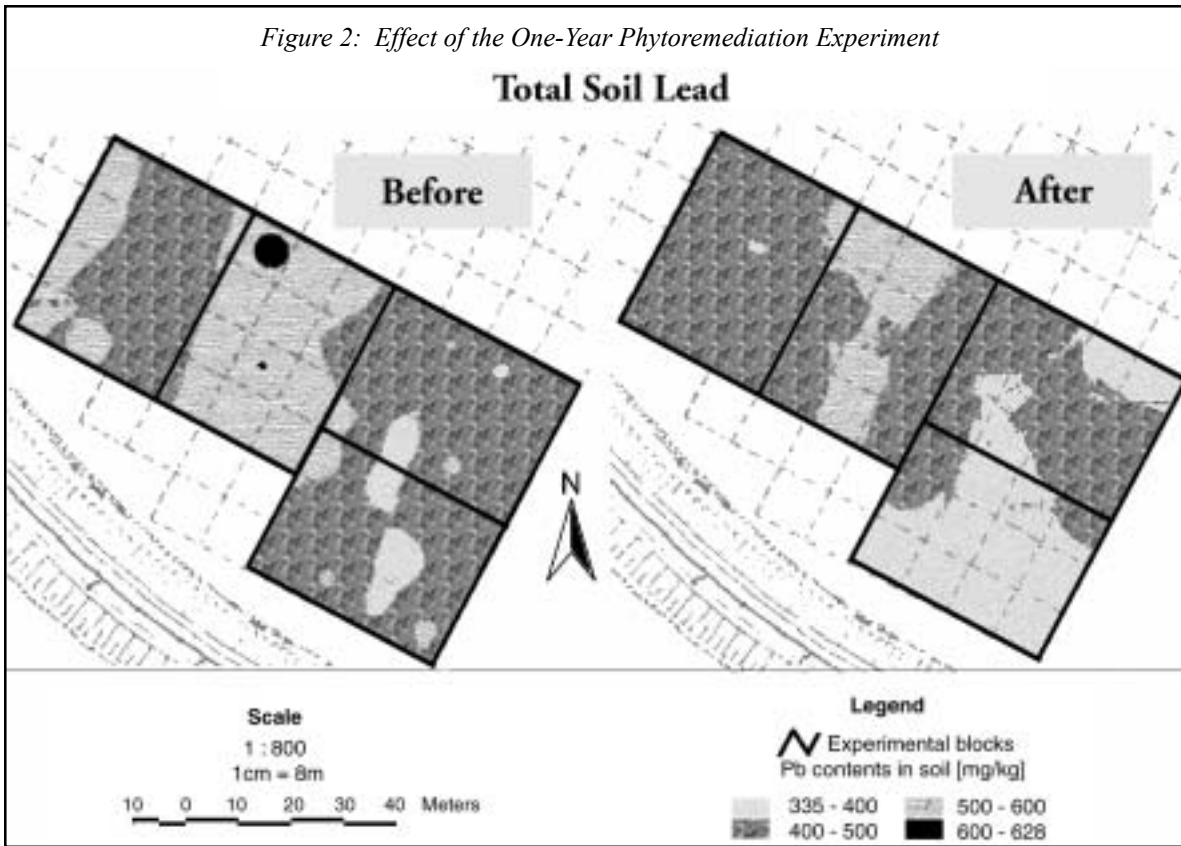 Figure 2: Effect of the One-Year Phytoremediation Experiment
Total Soil Lead
Before
After
N
Scale
1 : 800
1cm = 8m
10 0 10 20 30 40 Meters
Legend
Experimental blocks
Pb contents in soil [mg/kg]
335 - 400
500 - 600
400 - 500
600 - 628